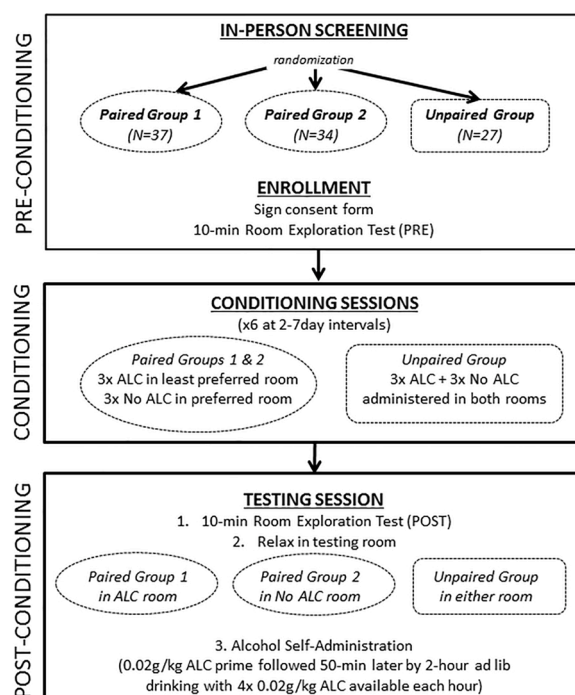 PRE-CONDITIONING
IN-PERSON SCREENING
randomization
Paired Group 1
(N=37)
Paired Group 2
(N=34)
Unpaired Group
(N=27)
ENROLLMENT
Sign consent form
10-min Room Exploration Test (PRE)
CONDITIONING
CONDITIONING SESSIONS
(x6 at 2-7day intervals)
Paired Groups 1 & 2
3x ALC in least preferred room
3x No ALC in preferred room
Unpaired Group
3x ALC + 3x No ALC
administered in both rooms
POST-CONDITIONING
TESTING SESSION
1. 10-min Room Exploration Test (POST)
2. Relax in testing room
Paired Group 1
in ALC room
Paired Group 2
in No ALC room
Unpaired Group
in either room
3. Alcohol Self-Administration
(0.02g/kg ALC prime followed 50-min later by 2-hour ad lib
drinking with 4x 0.02g/kg ALC available each hour)